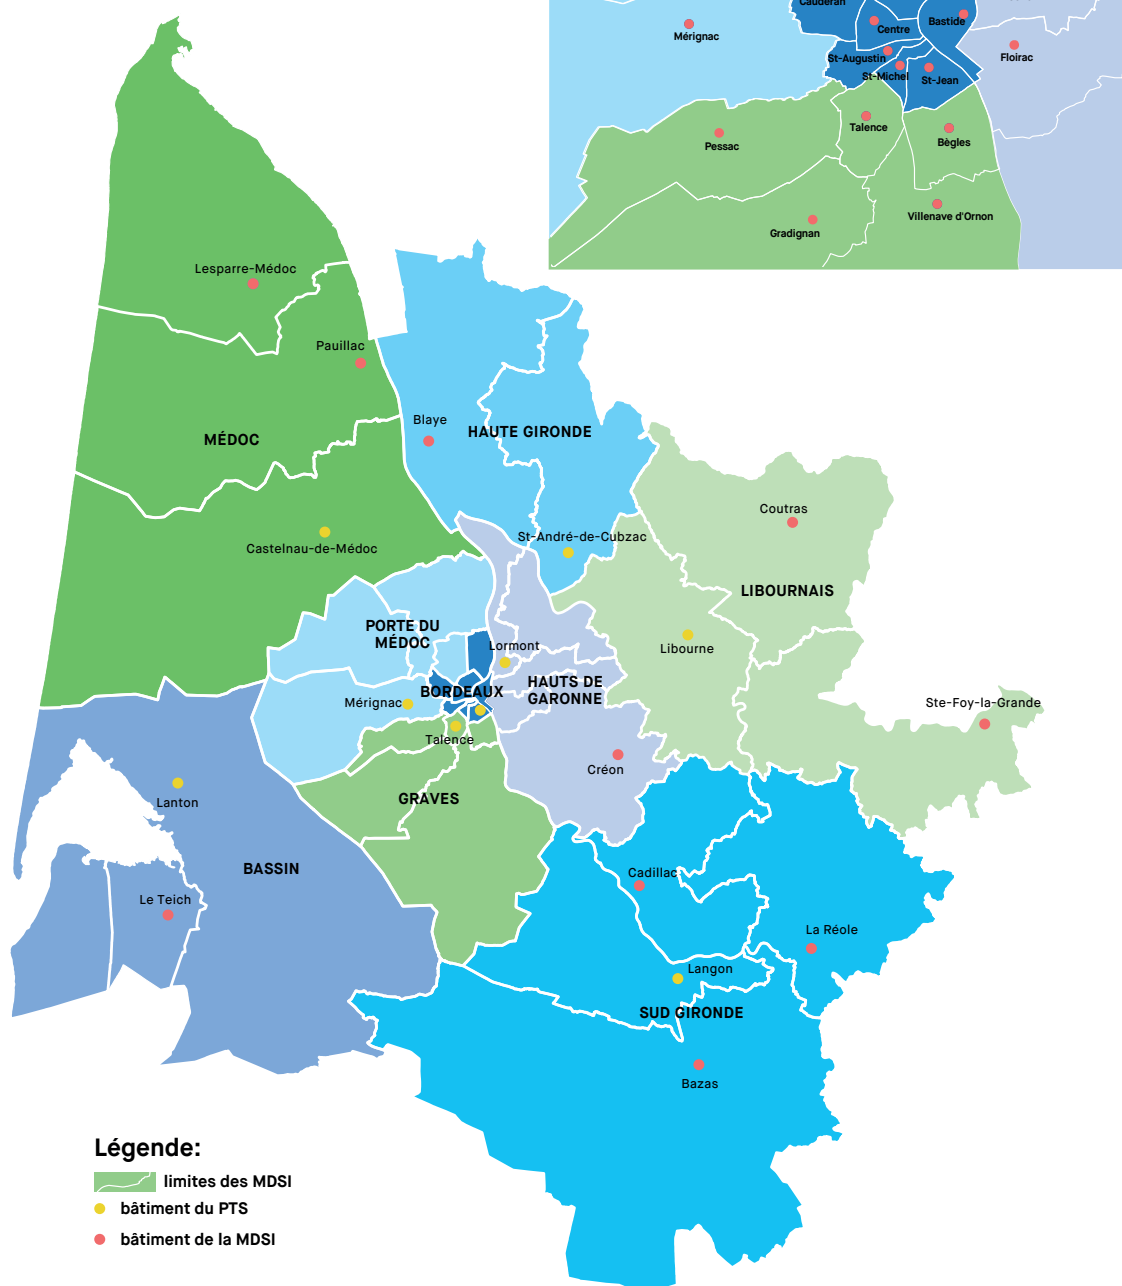 Caudéran
Centre
Bastide
Mérignac
St-Augustin
Floirac
St-Michel
St-Jean
Talence
Pessac
Bègles
Villenave d'Ornon
Gradignan
Lesparre-Médoc
Pauillac
MÉDOC
Blaye
HAUTE GIRONDE
Coutras
St-André-de-Cubzac
Castelnau-de-Médoc
LIBOURNAIS
PORTE DU
MÉDOC
Lormont
Libourne
HAUTS DE
GARONNE
BORDEAUX
Mérignac
Ste-Foy-la-Grande
Talence
Créon
GRAVES
Lanton
BASSIN
Cadillac
Le Teich
La Réole
Langon
SUD GIRONDE
Bazas
Légende:
limites des MDSI
bâtiment du PTS
bâtiment de la MDSI